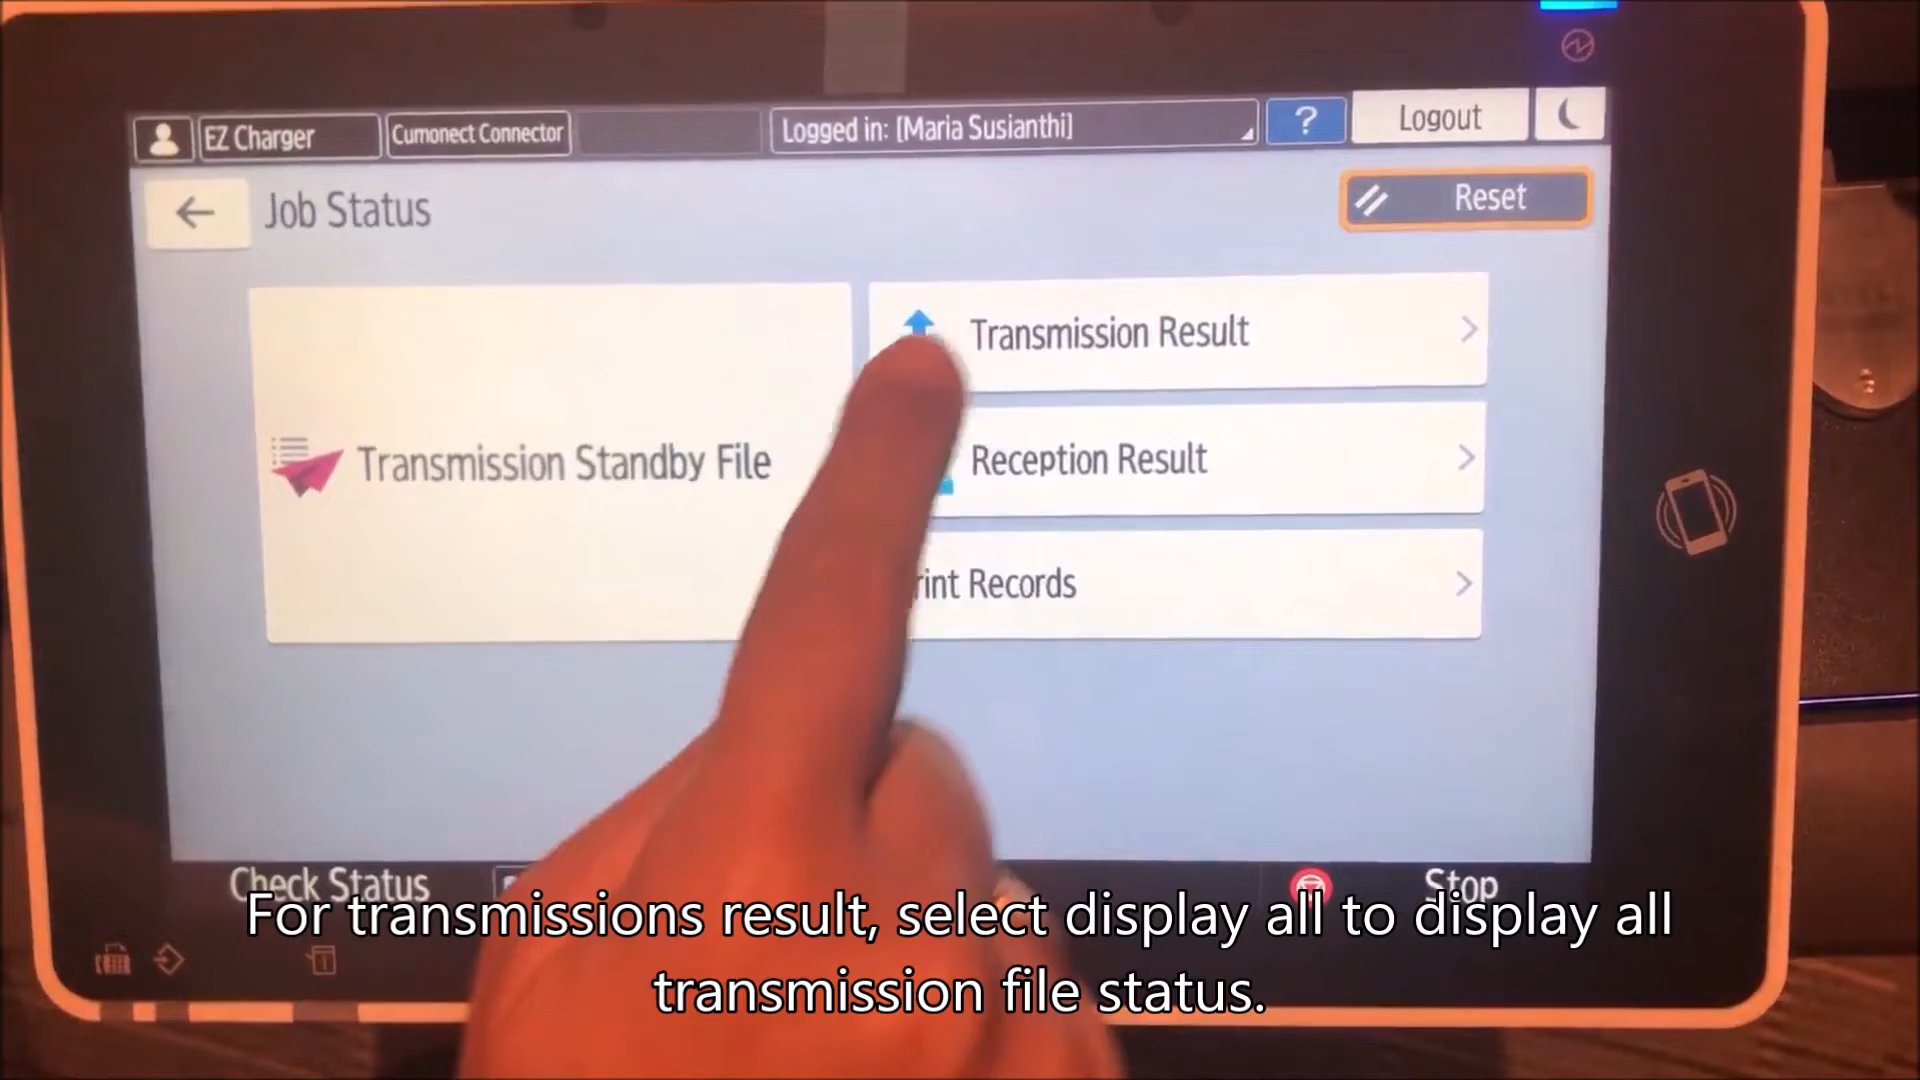 EZ Charger
Cumonect Connector
Logged in: [Maria Susianthi]
?
Logout
Job Status
Reset
Transmission Standby File
Transmission Result
Reception Result
rint Records
Check Status
Stop
For transmissions result, select display all to display all
transmission file status.